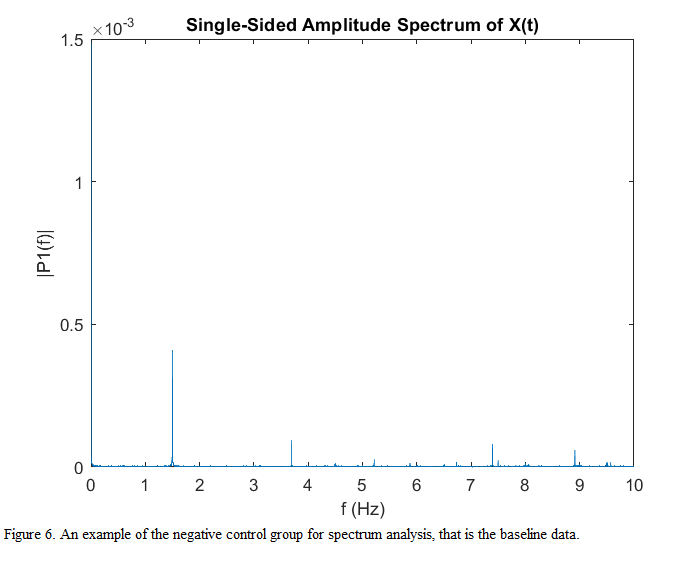 Single-Sided Amplitude Spectrum of X(t)
×10-3
1.5
1
0.5
0
|P1(f)|
0 1 2 3 4 5 6 7 8 9 10
f (Hz)
Figure 6. An example of the negative control group for spectrum analysis, that is the baseline data.